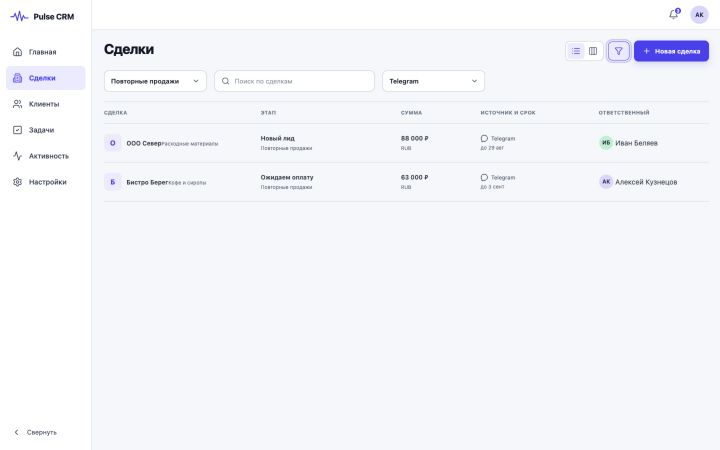 Pulse CRM
3
АК
Главная
Сделки
Клиенты
Задачи
Активность
Настройки
Свернуть
Сделки
Новая сделка
Повторные продажи
Поиск по сделкам
Telegram
СДЕЛКА ЭТАП СУММА ИСТОЧНИК И СРОК ОТВЕТСТВЕННЫЙ
О ООО СеверРасходные материалы Новый лид 88 000 ₽ Telegram ИБ Иван Беляев
Повторные продажи RUB до 29 авг
Б Бистро БерегКофе и сиропы Ожидаем оплату 63 000 ₽ Telegram АК Алексей Кузнецов
Повторные продажи RUB до 3 сент